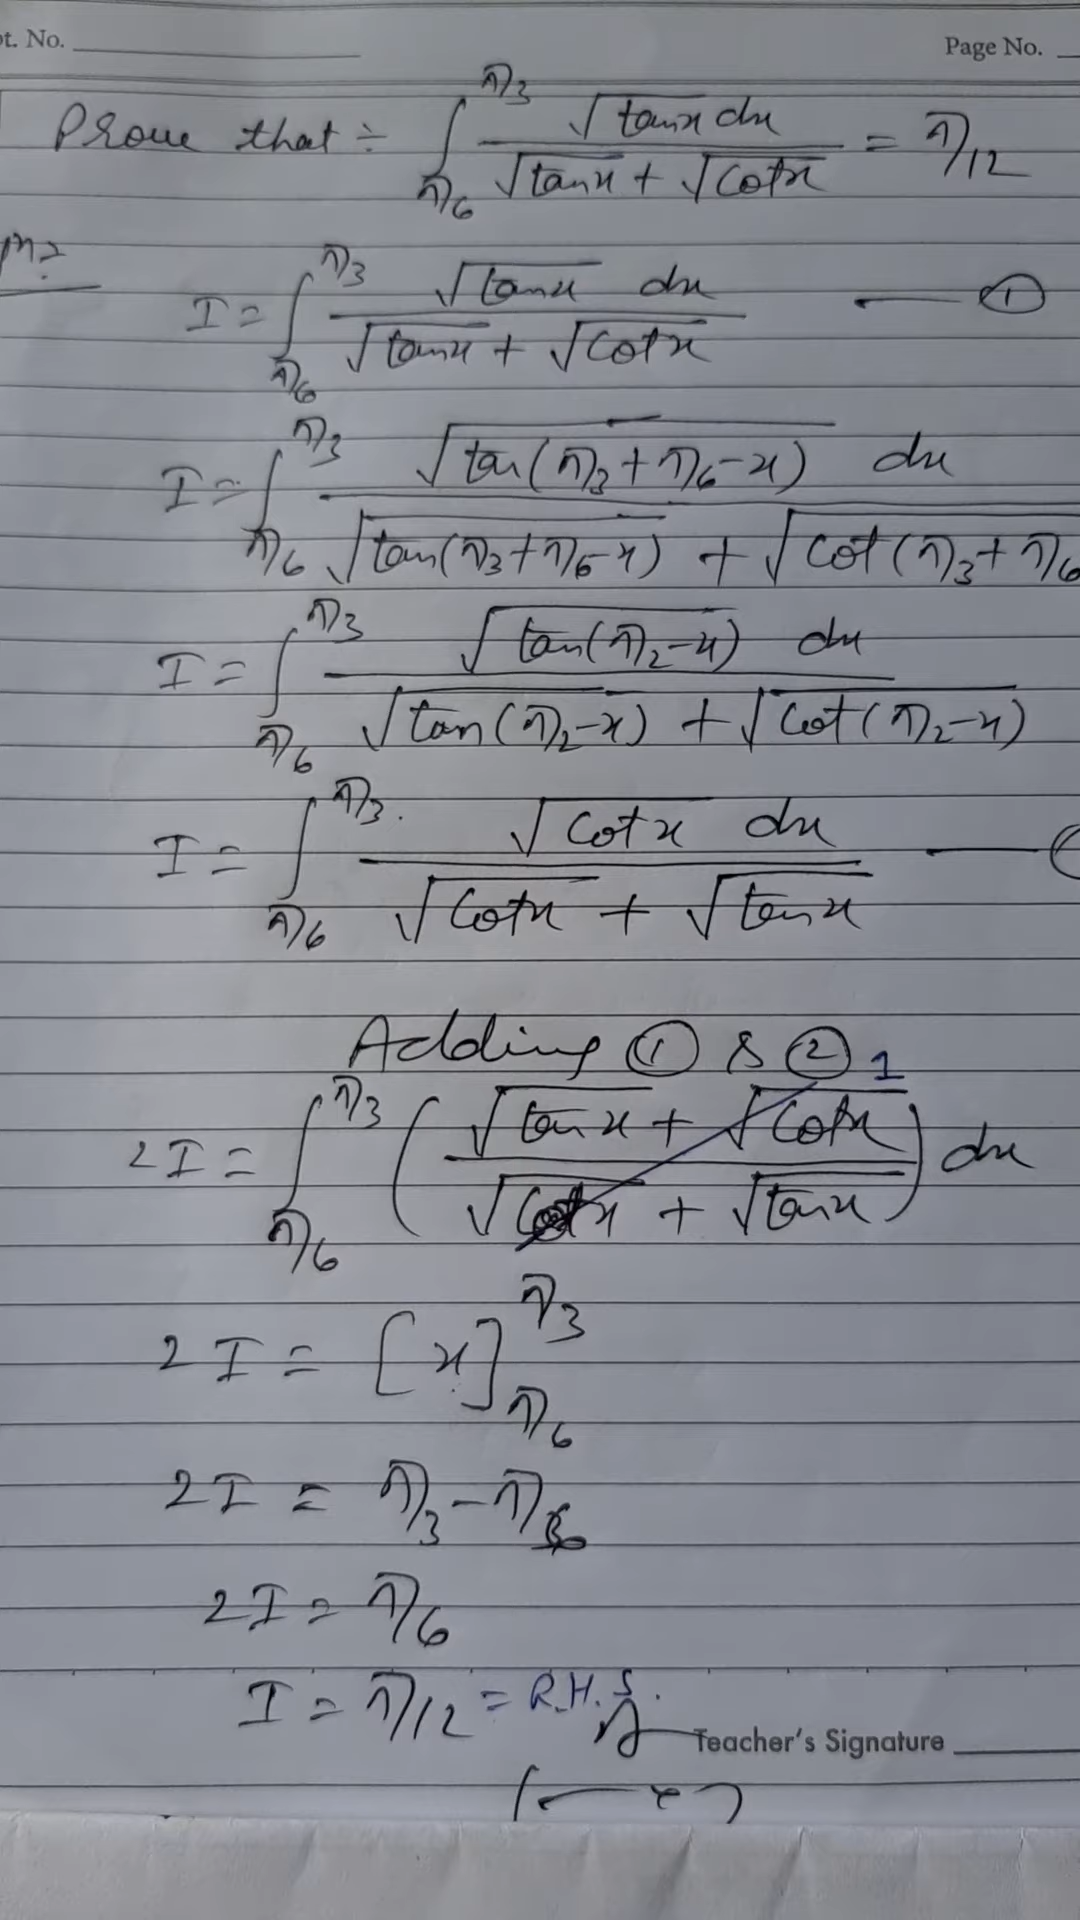 t. No.
Page No.
Prove that ÷ ∫_{π/6}^{π/3} √tanx dx / (√tanx + √Cotx) = π/12
I = ∫_{π/6}^{π/3} √tanx dx / (√tanx + √Cotx) — ①
I = ∫_{π/6}^{π/3} √tan(π/3+π/6-x) dx / (√tan(π/3+π/6-x) + √Cot(π/3+π/6
I = ∫_{π/6}^{π/3} √tan(π/2-x) dx / (√tan(π/2-x) + √Cot(π/2-x))
I = ∫_{π/6}^{π/3} √Cotx dx / (√Cotx + √tanx) —
Adding ① & ②
2I = ∫_{π/6}^{π/3} ((√tanx + √Cotx) / (√Cotx + √tanx)) dx 1
2I = [x]_{π/6}^{π/3}
2I = π/3 - π/6
2I = π/6
I = π/12 = R.H.S.
Teacher's Signature